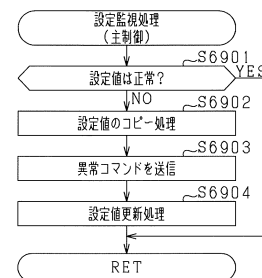 設定監視処理
(主制御)
S6901
設定値は正常?
YES
NO
S6902
設定値のコピー処理
S6903
異常コマンドを送信
S6904
設定値更新処理
RET